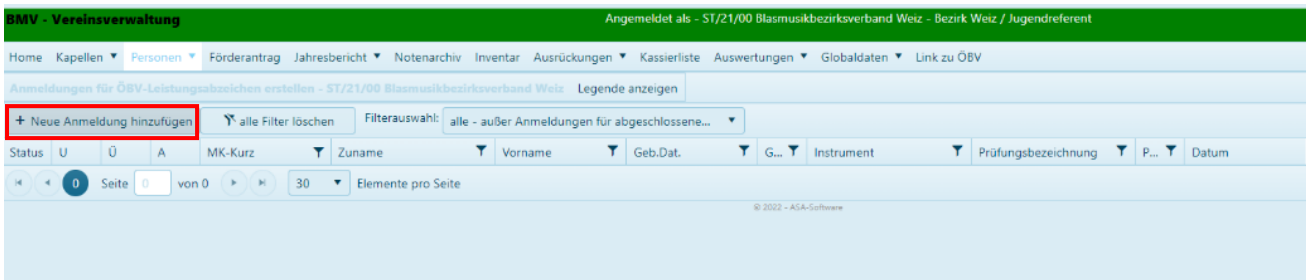 BMV - Vereinsverwaltung Angemeldet als - ST/21/00 Blasmusikbezirksverband Weiz - Bezirk Weiz / Jugendreferent
Home Kapellen ▼ Personen ▼ Förderantrag Jahresbericht ▼ Notenarchiv Inventar Ausrückungen ▼ Kassierliste Auswertungen ▼ Globaldaten ▼ Link zu ÖBV
Anmeldungen für ÖBV-Leistungsabzeichen erstellen - ST/21/00 Blasmusikbezirksverband Weiz Legende anzeigen
+ Neue Anmeldung hinzufügen alle Filter löschen Filterauswahl: alle - außer Anmeldungen für abgeschlossene... ▼
Status U Ü A MK-Kurz Zuname Vorname Geb.Dat. G... Instrument Prüfungsbezeichnung P... Datum
0 Seite 0 von 0 30 ▼ Elemente pro Seite
© 2022 - ASA-Software